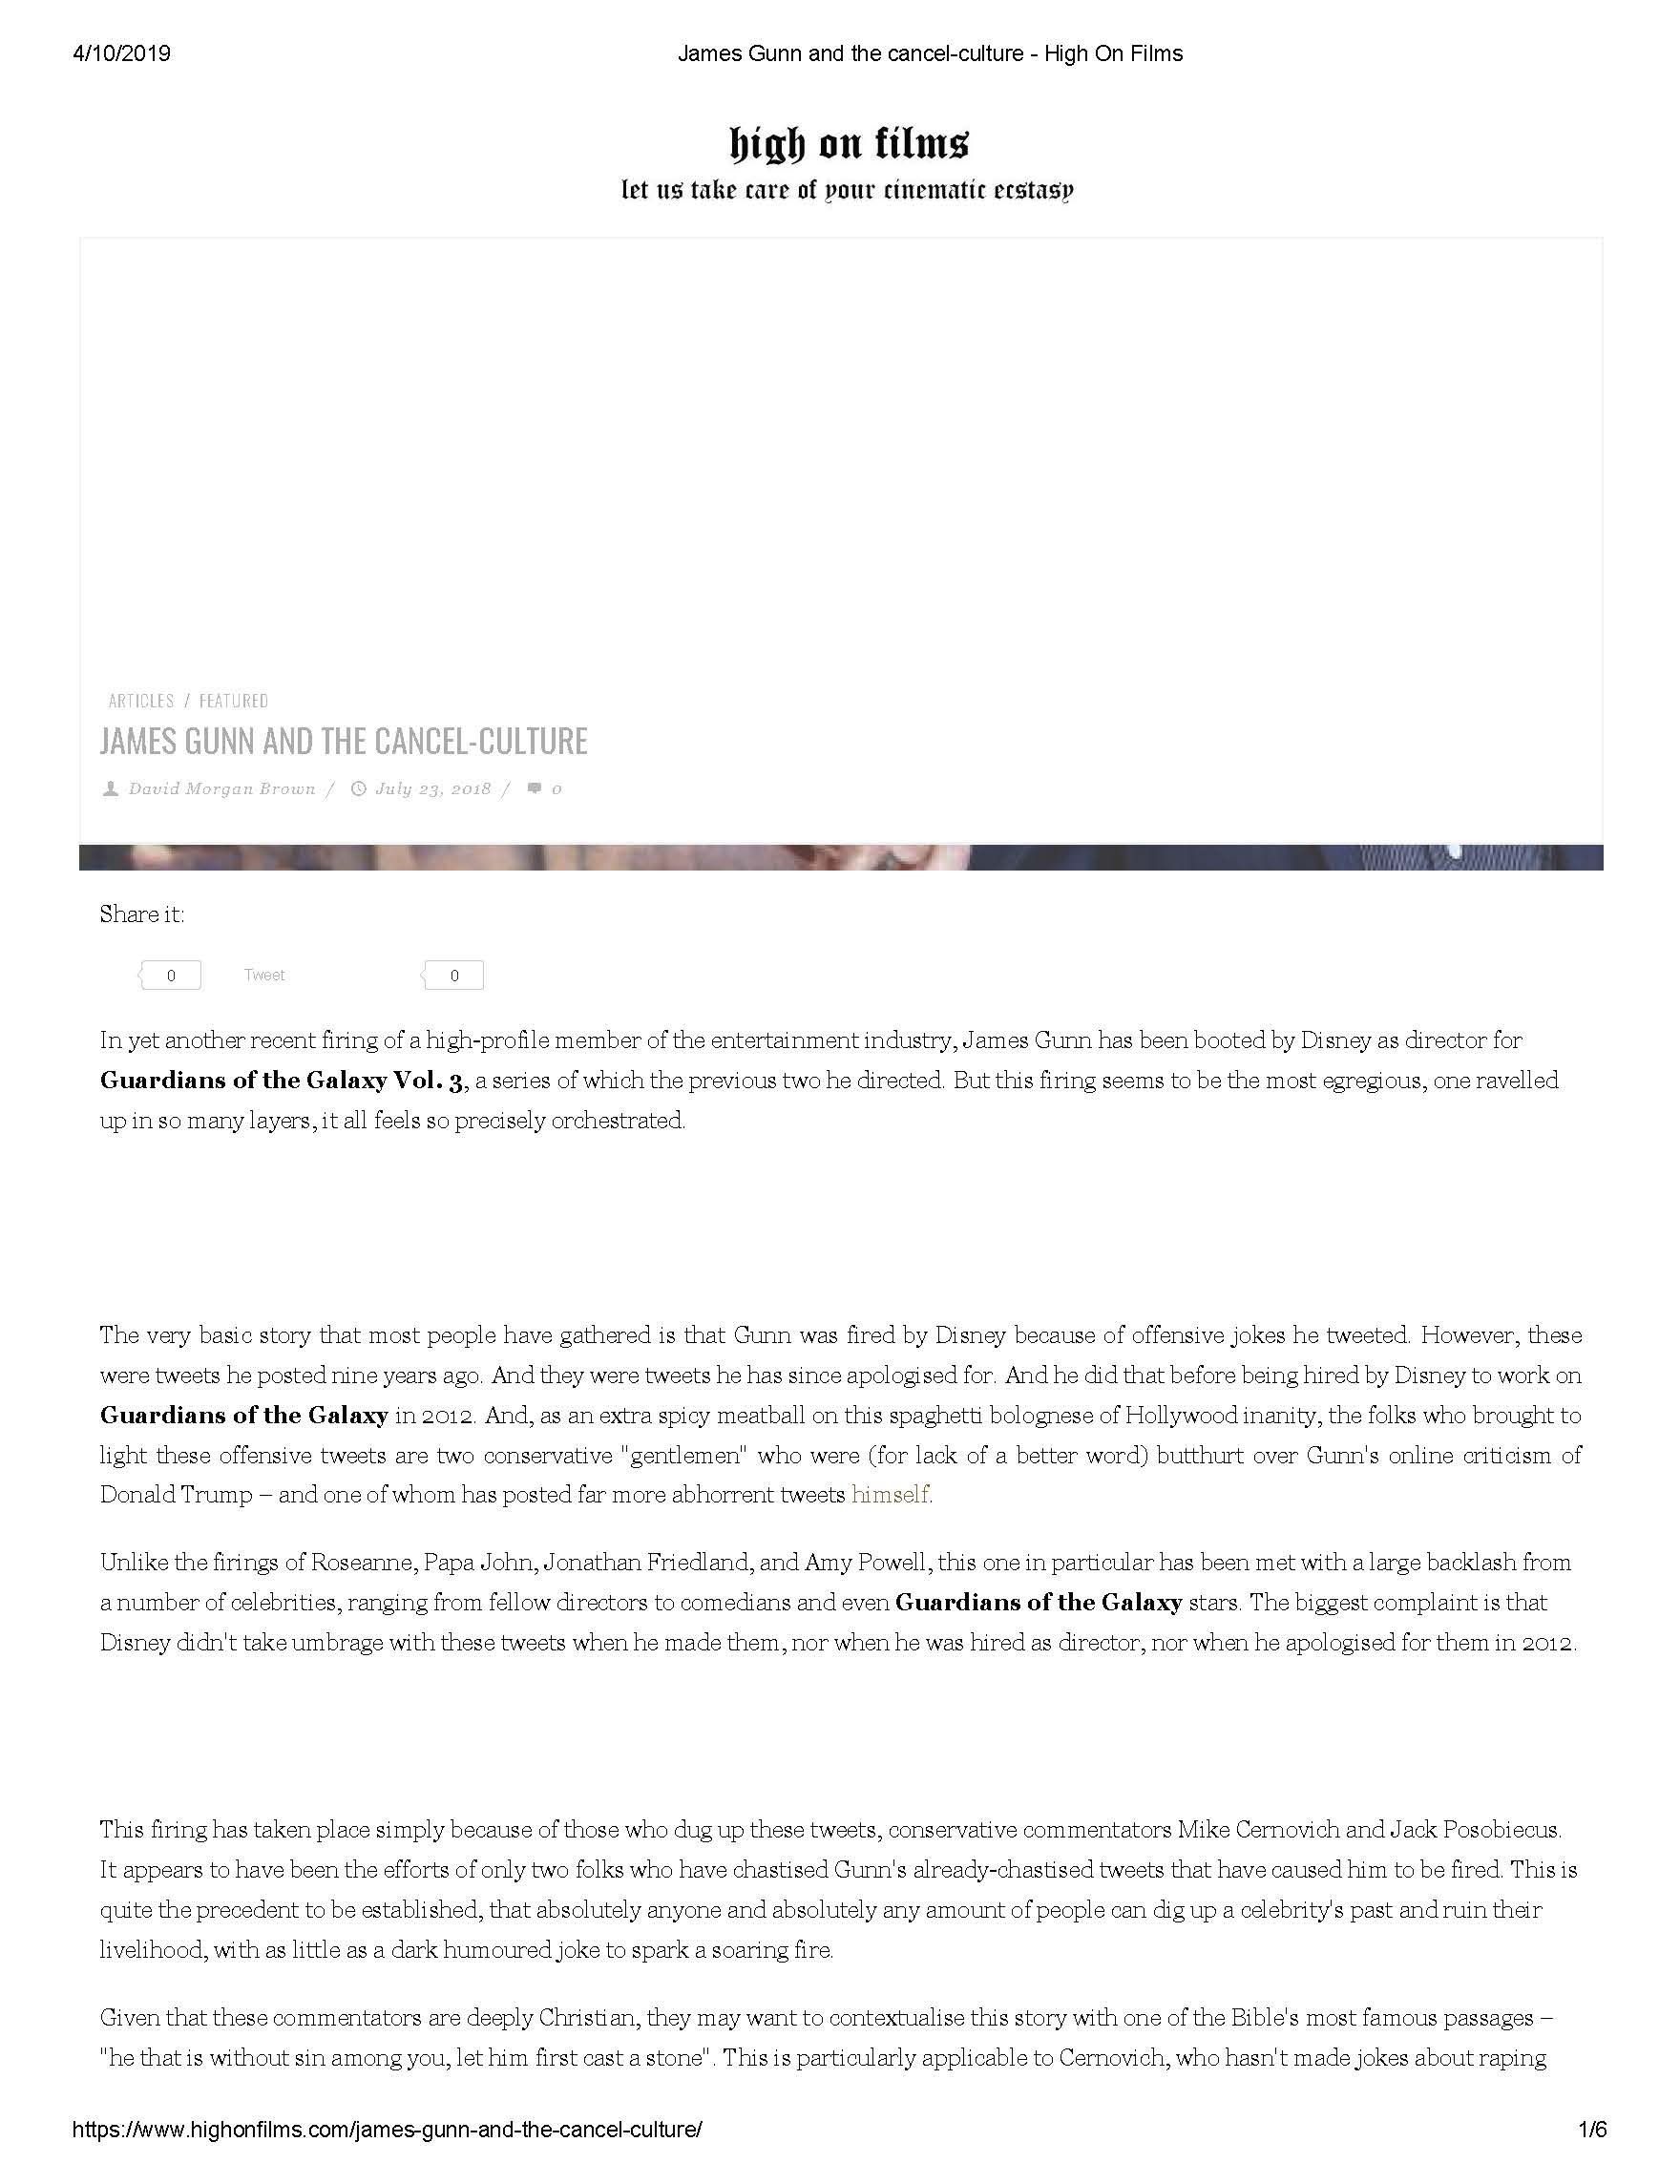 4/10/2019 James Gunn and the cancel-culture - High On Films
high on films
let us take care of your cinematic ecstasy
ARTICLES / FEATURED
JAMES GUNN AND THE CANCEL-CULTURE
David Morgan Brown / July 23, 2018 / 0
Share it:
0 Tweet 0
In yet another recent firing of a high-profile member of the entertainment industry, James Gunn has been booted by Disney as director for
Guardians of the Galaxy Vol. 3, a series of which the previous two he directed. But this firing seems to be the most egregious, one ravelled
up in so many layers, it all feels so precisely orchestrated.
The very basic story that most people have gathered is that Gunn was fired by Disney because of offensive jokes he tweeted. However, these
were tweets he posted nine years ago. And they were tweets he has since apologised for. And he did that before being hired by Disney to work on
Guardians of the Galaxy in 2012. And, as an extra spicy meatball on this spaghetti bolognese of Hollywood inanity, the folks who brought to
light these offensive tweets are two conservative "gentlemen" who were (for lack of a better word) butthurt over Gunn's online criticism of
Donald Trump – and one of whom has posted far more abhorrent tweets himself.
Unlike the firings of Roseanne, Papa John, Jonathan Friedland, and Amy Powell, this one in particular has been met with a large backlash from
a number of celebrities, ranging from fellow directors to comedians and even Guardians of the Galaxy stars. The biggest complaint is that
Disney didn't take umbrage with these tweets when he made them, nor when he was hired as director, nor when he apologised for them in 2012.
This firing has taken place simply because of those who dug up these tweets, conservative commentators Mike Cernovich and Jack Posobiecus.
It appears to have been the efforts of only two folks who have chastised Gunn's already-chastised tweets that have caused him to be fired. This is
quite the precedent to be established, that absolutely anyone and absolutely any amount of people can dig up a celebrity's past and ruin their
livelihood, with as little as a dark humoured joke to spark a soaring fire.
Given that these commentators are deeply Christian, they may want to contextualise this story with one of the Bible's most famous passages –
"he that is without sin among you, let him first cast a stone". This is particularly applicable to Cernovich, who hasn't made jokes about raping
https://www.highonfilms.com/james-gunn-and-the-cancel-culture/ 1/6